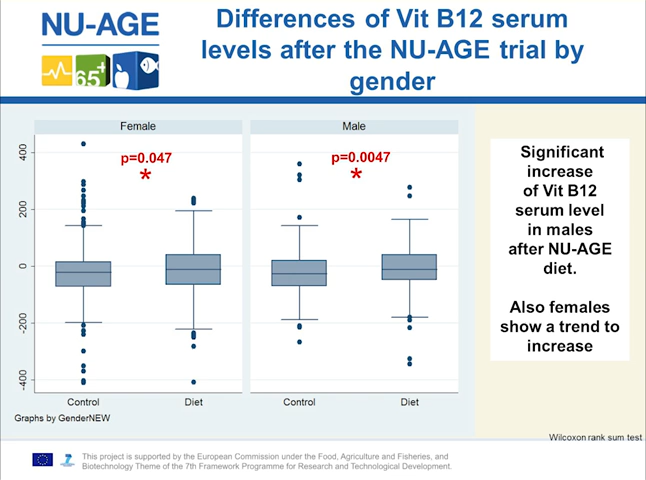 NU-AGE
65+
Differences of Vit B12 serum
levels after the NU-AGE trial by
gender
Female
Male
p=0.047
*
p=0.0047
*
400
200
0
-200
-400
Control
Diet
Control
Diet
Graphs by GenderNEW
Significant
increase
of Vit B12
serum level
in males
after NU-AGE
diet.
Also females
show a trend to
increase
Wilcoxon rank sum test
This project is supported by the European Commission under the Food, Agriculture and Fisheries, and
Biotechnology Theme of the 7th Framework Programme for Research and Technological Development.